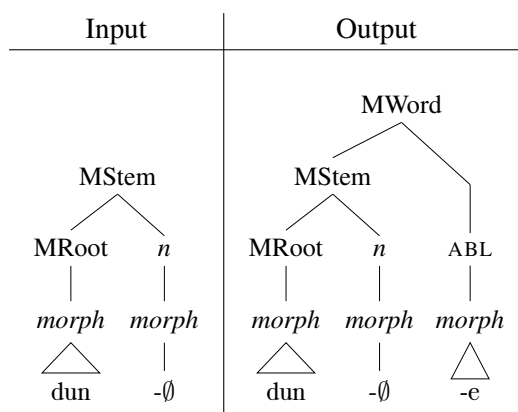 Input Output
MWord
MStem MStem
MRoot n MRoot n ABL
morph morph morph morph morph
dun -∅ dun -∅ -e